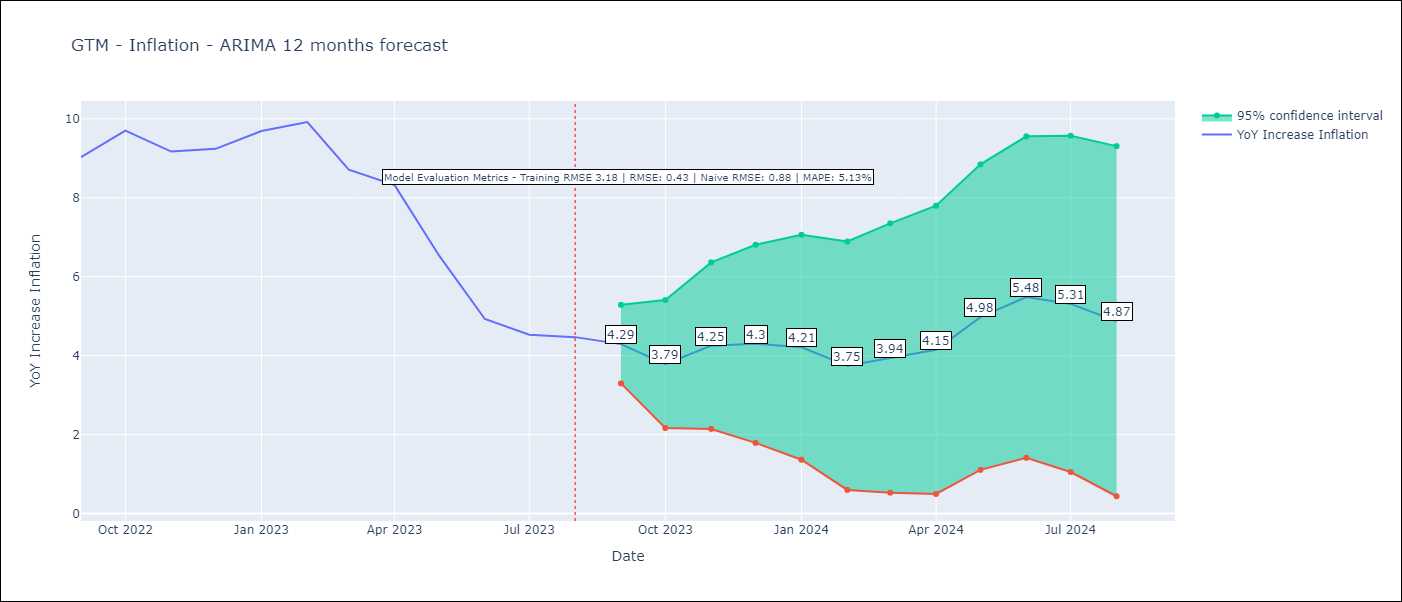 GTM - Inflation - ARIMA 12 months forecast
95% confidence interval
YoY Increase Inflation
Model Evaluation Metrics - Training RMSE 3.18 | RMSE: 0.43 | Naive RMSE: 0.88 | MAPE: 5.13%
YoY Increase Inflation
10
8
6
4
2
0
4.29
3.79
4.25
4.3
4.21
3.75
3.94
4.15
4.98
5.48
5.31
4.87
Oct 2022
Jan 2023
Apr 2023
Jul 2023
Oct 2023
Jan 2024
Apr 2024
Jul 2024
Date